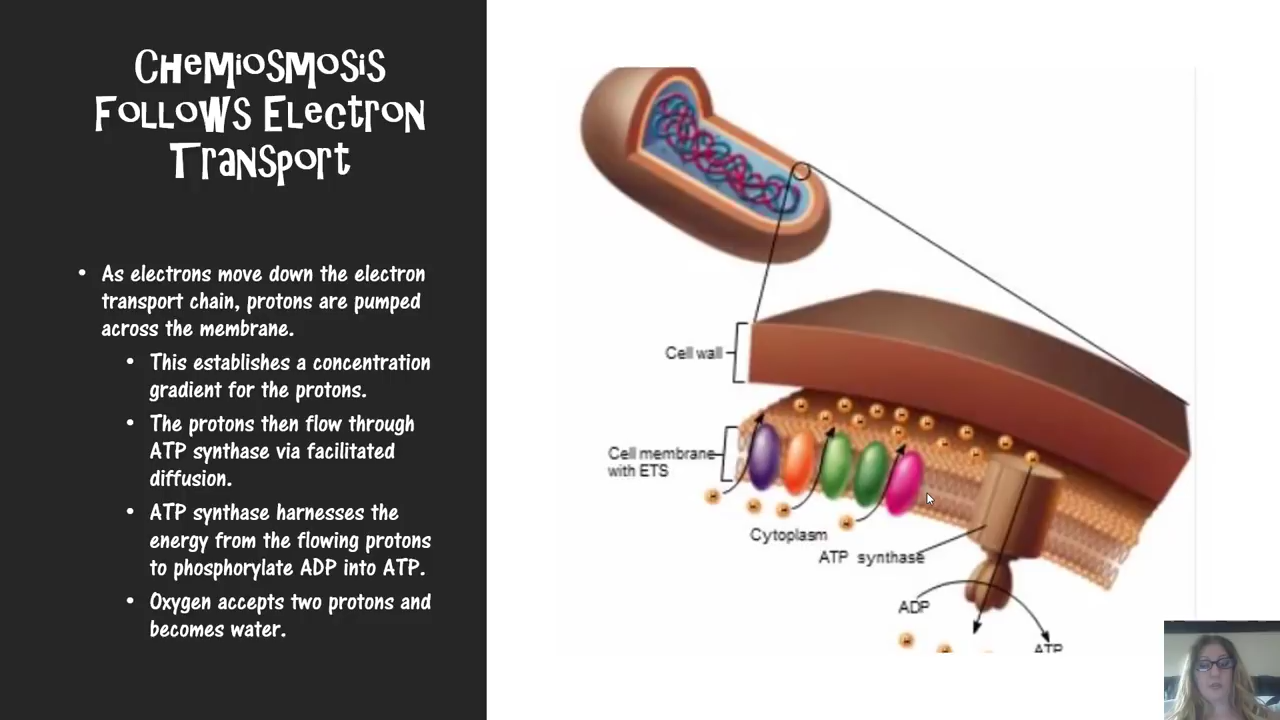 CHeMiOSMOSiS
FOLLOWS ELectron
Transport
• As electrons move down the electron
transport chain, protons are pumped
across the membrane.
• This establishes a concentration
gradient for the protons.
• The protons then flow through
ATP synthase via facilitated
diffusion.
• ATP synthase harnesses the
energy from the flowing protons
to phosphorylate ADP into ATP.
• Oxygen accepts two protons and
becomes water.
Cell wall
Cell membrane
with ETS
Cytoplasm
ATP synthase
ADP
ATP